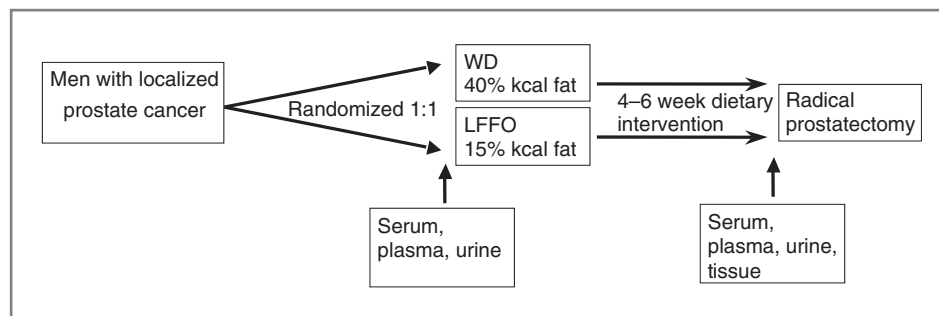 Men with localized
prostate cancer
Randomized 1:1
WD
40% kcal fat
LFFO
15% kcal fat
4–6 week dietary
intervention
Radical
prostatectomy
Serum,
plasma, urine
Serum,
plasma, urine,
tissue